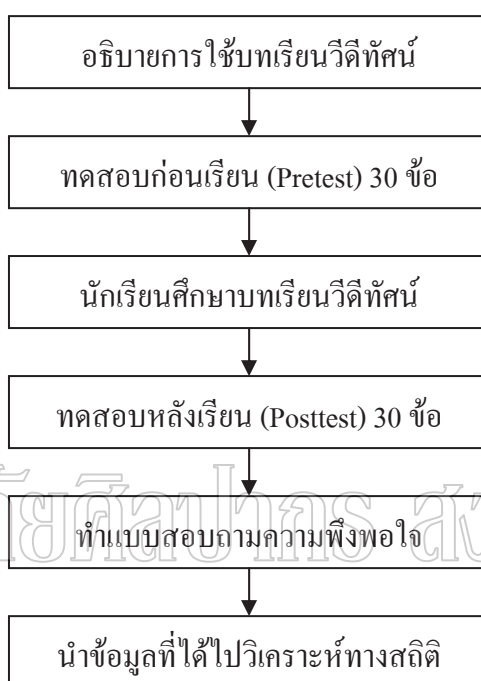 อธิบายการใช้บทเรียนวีดีทัศน์
ทดสอบก่อนเรียน (Pretest) 30 ข้อ
นักเรียนศึกษาบทเรียนวีดีทัศน์
ทดสอบหลังเรียน (Posttest) 30 ข้อ
ทำแบบสอบถามความพึงพอใจ
นำข้อมูลที่ได้ไปวิเคราะห์ทางสถิติ